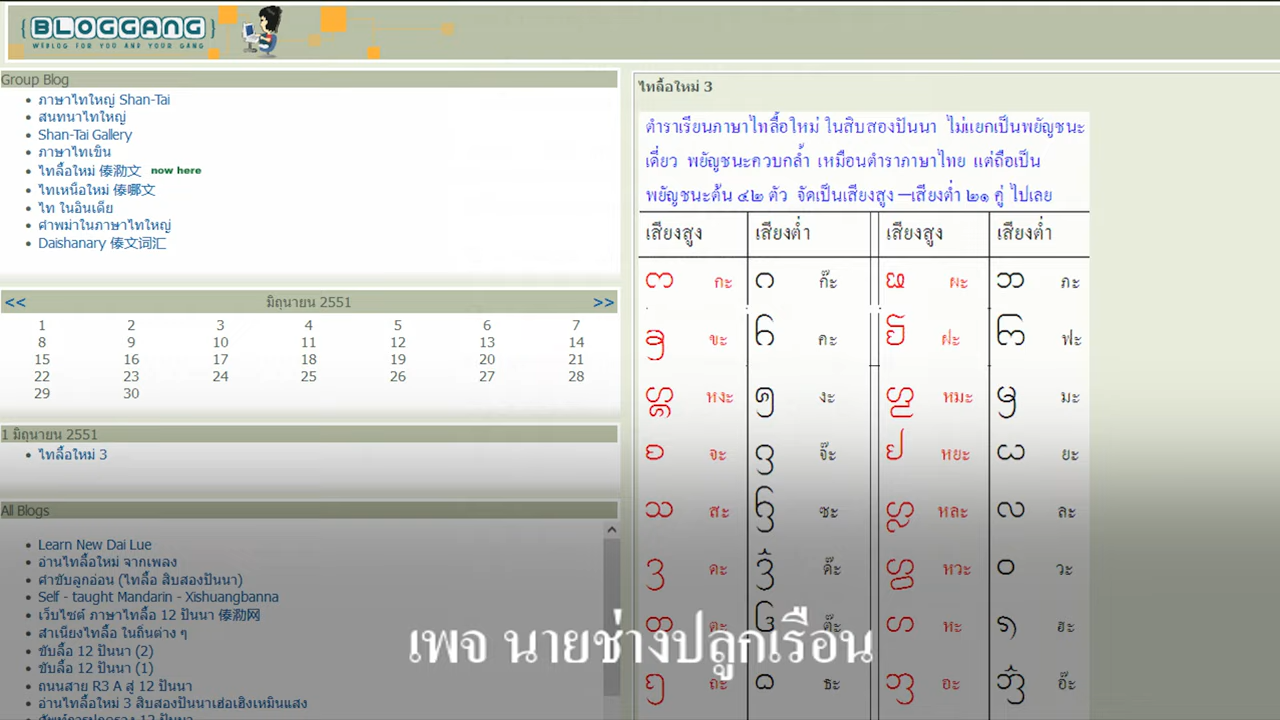 BLOGGANG
WEBLOG FOR YOU AND YOUR GANG
Group Blog
ภาษาไทใหญ่ Shan-Tai
สนทนาไทใหญ่
Shan-Tai Gallery
ภาษาไทเขิน
ไทลื้อใหม่ 傣泐文 now here
ไทเหนือใหม่ 傣哪文
ไท ในอินเดีย
คำพม่าในภาษาไทใหญ่
Daishanary 傣文词汇
<< มิถุนายน 2551 >>
1 2 3 4 5 6 7
8 9 10 11 12 13 14
15 16 17 18 19 20 21
22 23 24 25 26 27 28
29 30
1 มิถุนายน 2551
ไทลื้อใหม่ 3
All Blogs
Learn New Dai Lue
อ่านไทลื้อใหม่ จากเพลง
คำขับลูกอ่อน (ไทลื้อ สิบสองปันนา)
Self - taught Mandarin - Xishuangbanna
เว็บไซต์ ภาษาไทลื้อ 12 ปันนา 傣泐网
สำเนียงไทลื้อ ในถิ่นต่าง ๆ
ขับลื้อ 12 ปันนา (2)
ขับลื้อ 12 ปันนา (1)
ถนนสาย R3 A สู่ 12 ปันนา
อ่านไทลื้อใหม่ 3 สิบสองปันนาเฮ่อเฮิงเหมินแสง
ไทลื้อใหม่ 3
ตำราเรียนภาษาไทลื้อใหม่ ในสิบสองปันนา ไม่แยกเป็นพยัญชนะ
เดี่ยว พยัญชนะควบกล้ำ เหมือนตำราภาษาไทย แต่ถือเป็น
พยัญชนะต้น ๔๒ ตัว จัดเป็นเสียงสูง –เสียงต่ำ ๒๑ คู่ ไปเลย
เสียงสูง เสียงต่ำ เสียงสูง เสียงต่ำ
กะ ก๊ะ ผะ ภะ
ขะ คะ ฝะ ฟะ
หงะ งะ หมะ มะ
จะ จ๊ะ หยะ ยะ
สะ ซะ หละ ละ
คะ ค๊ะ หวะ วะ
ตะ ต๊ะ หะ ฮะ
ถะ ธะ อะ อ๊ะ
เพจ นายช่างปลูกเรือน